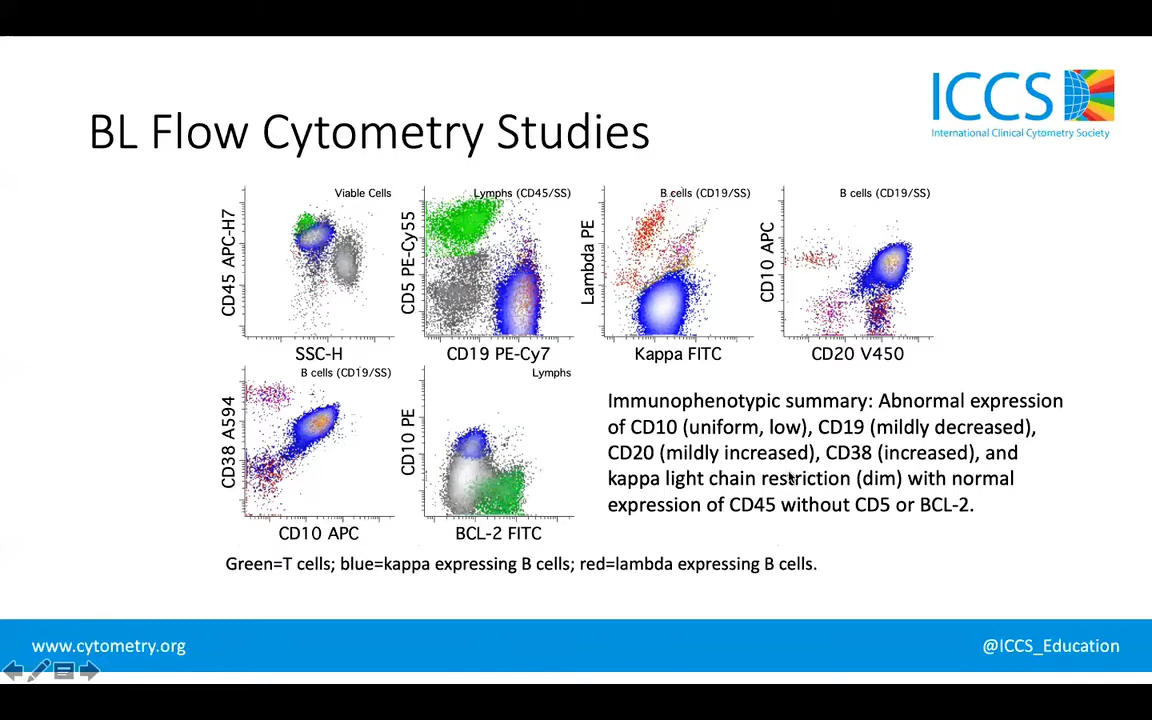 ICCS
International Clinical Cytometry Society
BL Flow Cytometry Studies
Viable Cells
CD45 APC-H7
SSC-H
Lymphs (CD45/SS)
CD5 PE-Cy55
CD19 PE-Cy7
B cells (CD19/SS)
Lambda PE
Kappa FITC
B cells (CD19/SS)
CD10 APC
CD20 V450
B cells (CD19/SS)
CD38 A594
CD10 APC
Lymphs
CD10 PE
BCL-2 FITC
Immunophenotypic summary: Abnormal expression
of CD10 (uniform, low), CD19 (mildly decreased),
CD20 (mildly increased), CD38 (increased), and
kappa light chain restriction (dim) with normal
expression of CD45 without CD5 or BCL-2.
Green=T cells; blue=kappa expressing B cells; red=lambda expressing B cells.
www.cytometry.org
@ICCS_Education